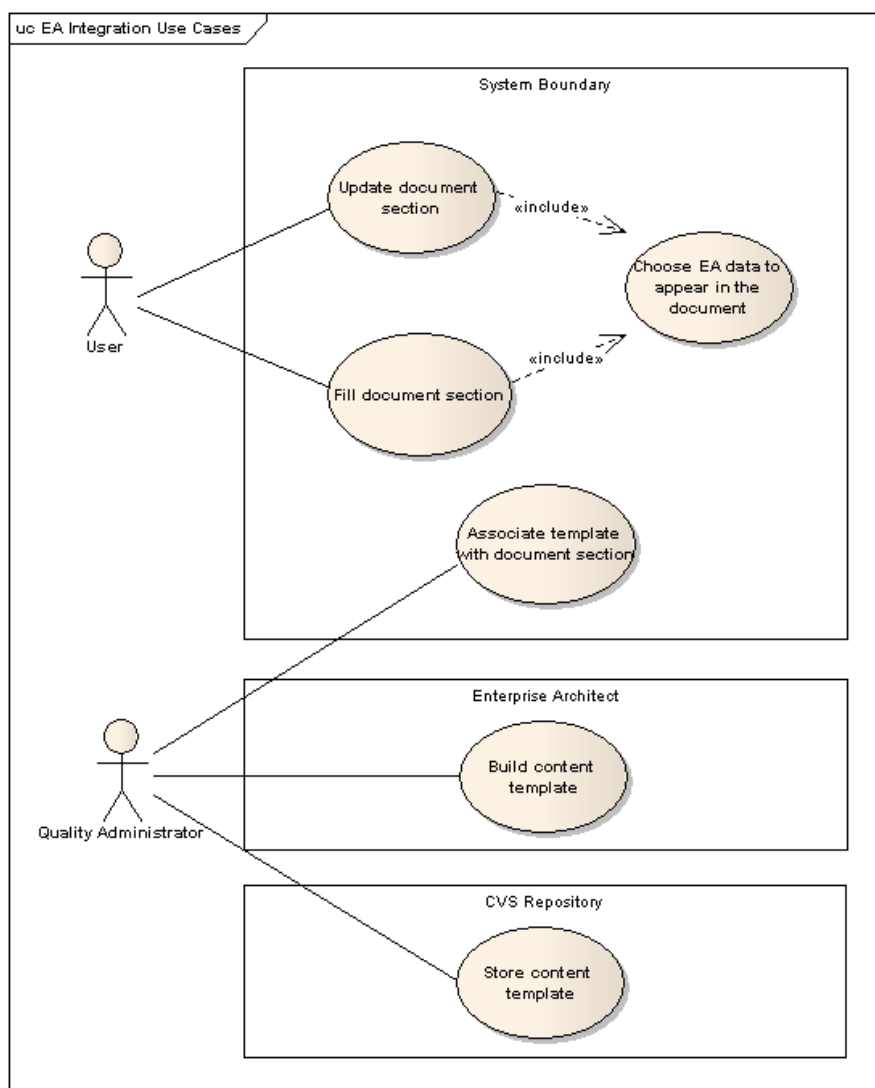 uc EA Integration Use Cases
System Boundary
Update document
section
«include»
Choose EA data to
appear in the
document
User
«include»
Fill document section
Associate template
with document section
Enterprise Architect
Build content
template
Quality Administrator
CVS Repository
Store content
template